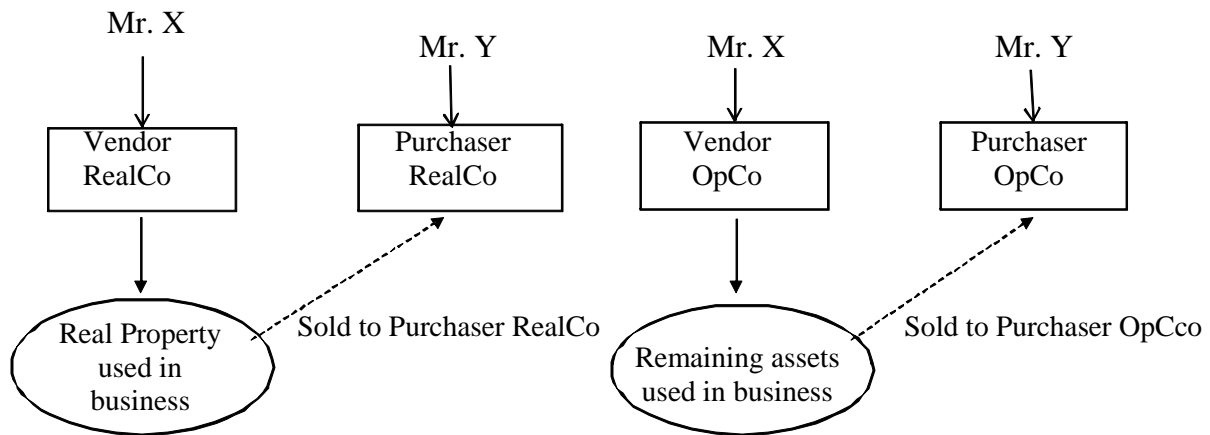 Mr. X
Mr. Y
Mr. X
Mr. Y
Vendor
RealCo
Purchaser
RealCo
Vendor
OpCo
Purchaser
OpCo
Real Property
used in
business
Sold to Purchaser RealCo
Remaining assets
used in business
Sold to Purchaser OpCco